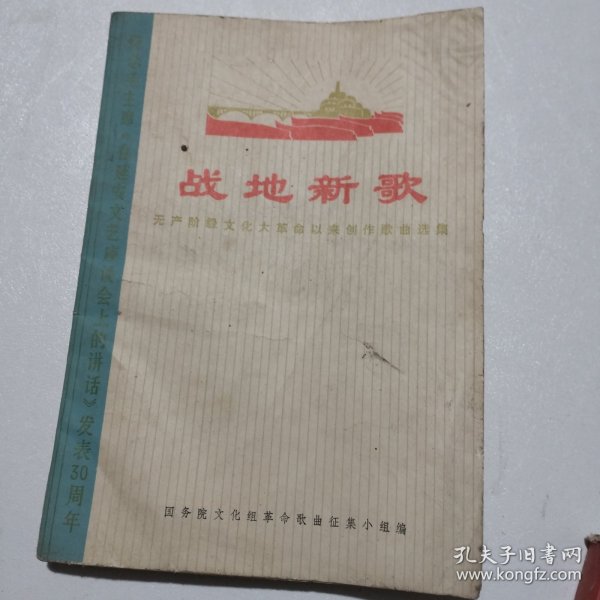 战地新歌
无产阶级文化大革命以来创作歌曲选集
主席《在延安文艺座谈会上的讲话》发表30周年
国务院文化组革命歌曲征集小组编
孔夫子旧书网
www.kongfz.com